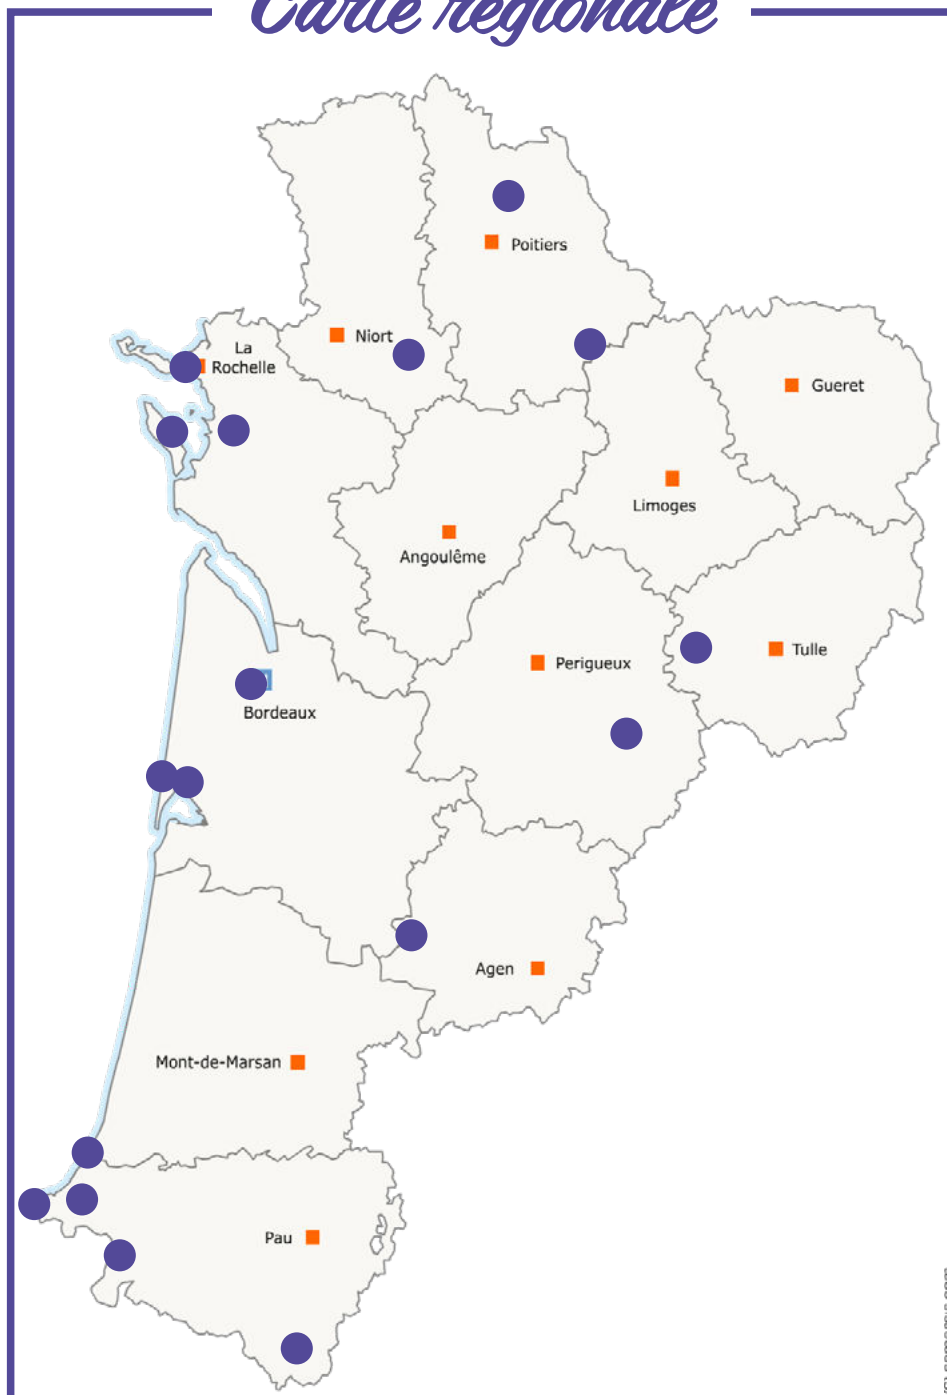 Carte régionale
Poitiers
Niort
La
Rochelle
Gueret
Limoges
Angoulême
Tulle
Perigueux
Bordeaux
Agen
Mont-de-Marsan
Pau